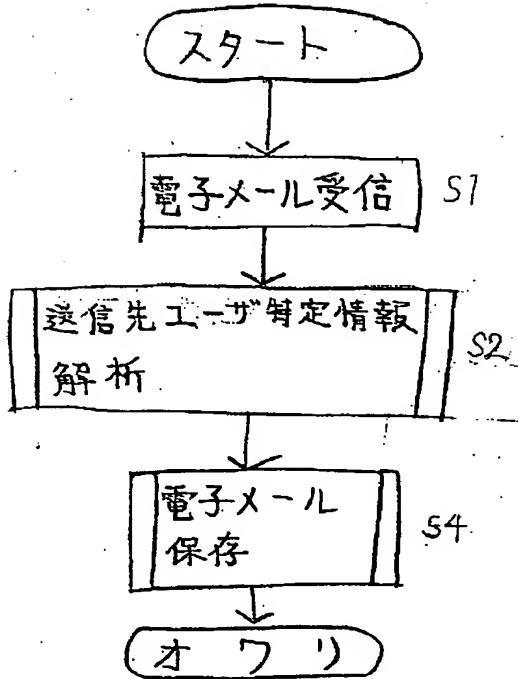 スタート
電子メール受信 S1
送信先ユーザ特定情報
解析 S2
電子メール
保存 S4
オワリ